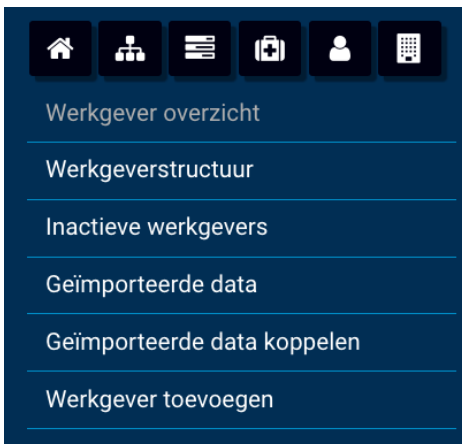 Werkgever overzicht
Werkgeverstructuur
Inactieve werkgevers
Geïmporteerde data
Geïmporteerde data koppelen
Werkgever toevoegen